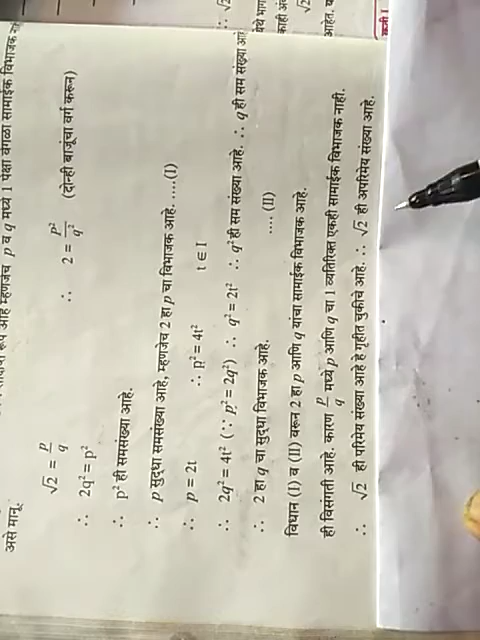 असे मानू.
√2 = p/q
∴ 2 = p²/q² (दोन्ही बाजूंचा वर्ग करून)
∴ 2q² = p²
∴ p² ही समसंख्या आहे.
∴ p सुद्धा समसंख्या आहे, म्हणजेच 2 हा p चा विभाजक आहे. ....(I)
∴ p = 2t ∴ p² = 4t² t ∈ I
∴ 2q² = 4t² (∵ p² = 2q²) ∴ q² = 2t² ∴ q² ही सम संख्या आहे. ∴ q ही सम संख्या आहे
∴ 2 हा q चा सुद्धा विभाजक आहे. .... (II)
विधान (I) व (II) वरून 2 हा p आणि q यांचा सामाईक विभाजक आहे.
ही विसंगती आहे. कारण p/q मध्ये p आणि q चा 1 व्यतिरिक्त एकही सामाईक विभाजक नाही.
∴ √2 ही परिमेय संख्या आहे हे गृहीत चुकीचे आहे. ∴ √2 ही अपरिमेय संख्या आहे.